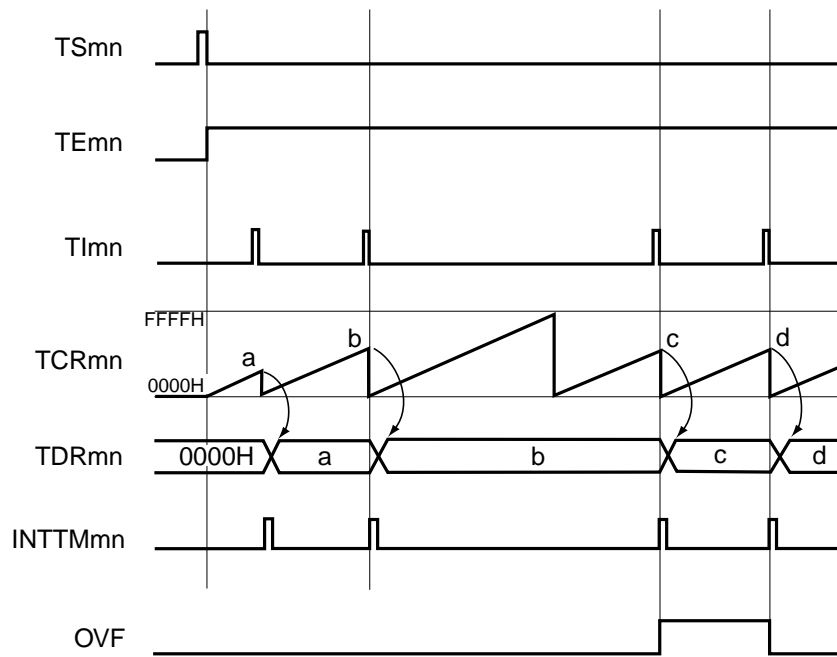 TSmn
TEmn
TImn
FFFFH
TCRmn
a
b
c
d
0000H
TDRmn
0000H
a
b
c
d
INTTMmn
OVF